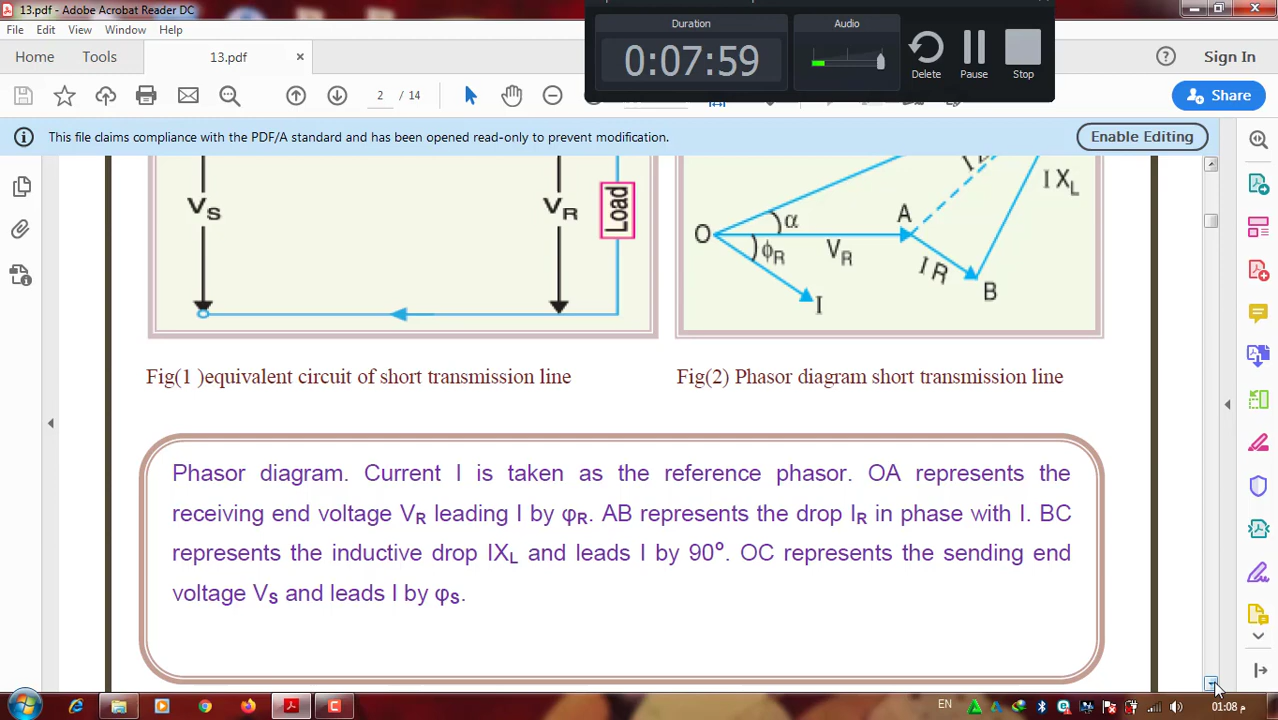 13.pdf - Adobe Acrobat Reader DC
File Edit View Window Help
Duration
Audio
0:07:59
Delete Pause Stop
Home Tools 13.pdf × Sign In
2 / 14
Share
This file claims compliance with the PDF/A standard and has been opened read-only to prevent modification.
Enable Editing
VS
VR
Load
O
α
A
I XL
φR
VR
I R
B
I
Fig(1 )equivalent circuit of short transmission line
Fig(2) Phasor diagram short transmission line
Phasor diagram. Current I is taken as the reference phasor. OA represents the
receiving end voltage VR leading I by φR. AB represents the drop IR in phase with I. BC
represents the inductive drop IXL and leads I by 90°. OC represents the sending end
voltage VS and leads I by φS.
EN
01:08 م